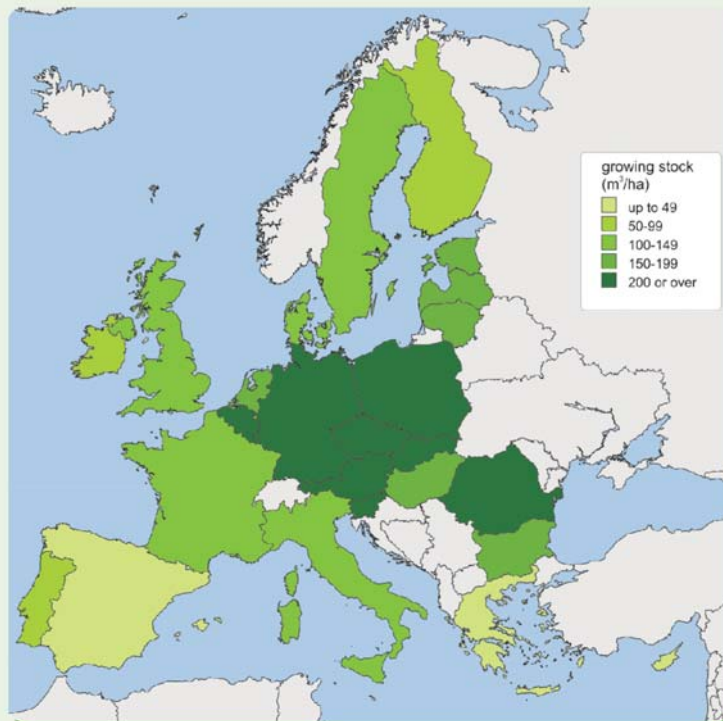 growing stock
(m³/ha)
up to 49
50-99
100-149
150-199
200 or over